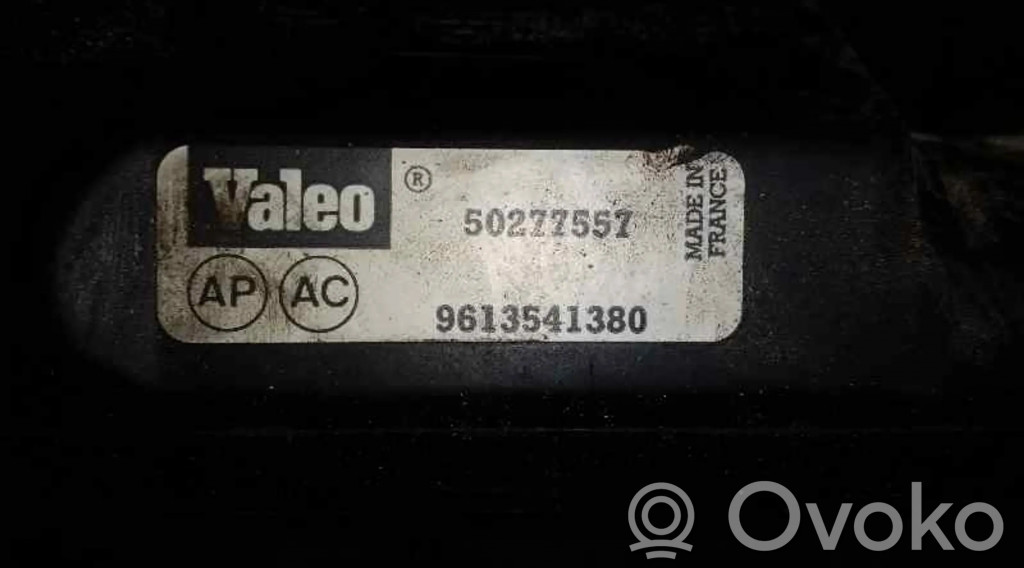 Valeo ®
50277557
MADE IN
FRANCE
AP AC
9613541380
Ovoko